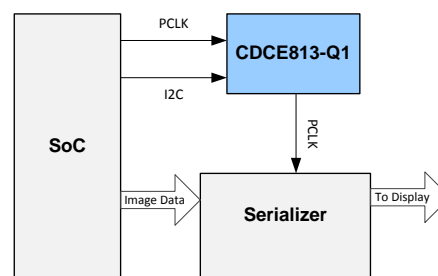 PCLK
CDCE813-Q1
I2C
PCLK
SoC
Image Data
Serializer
To Display